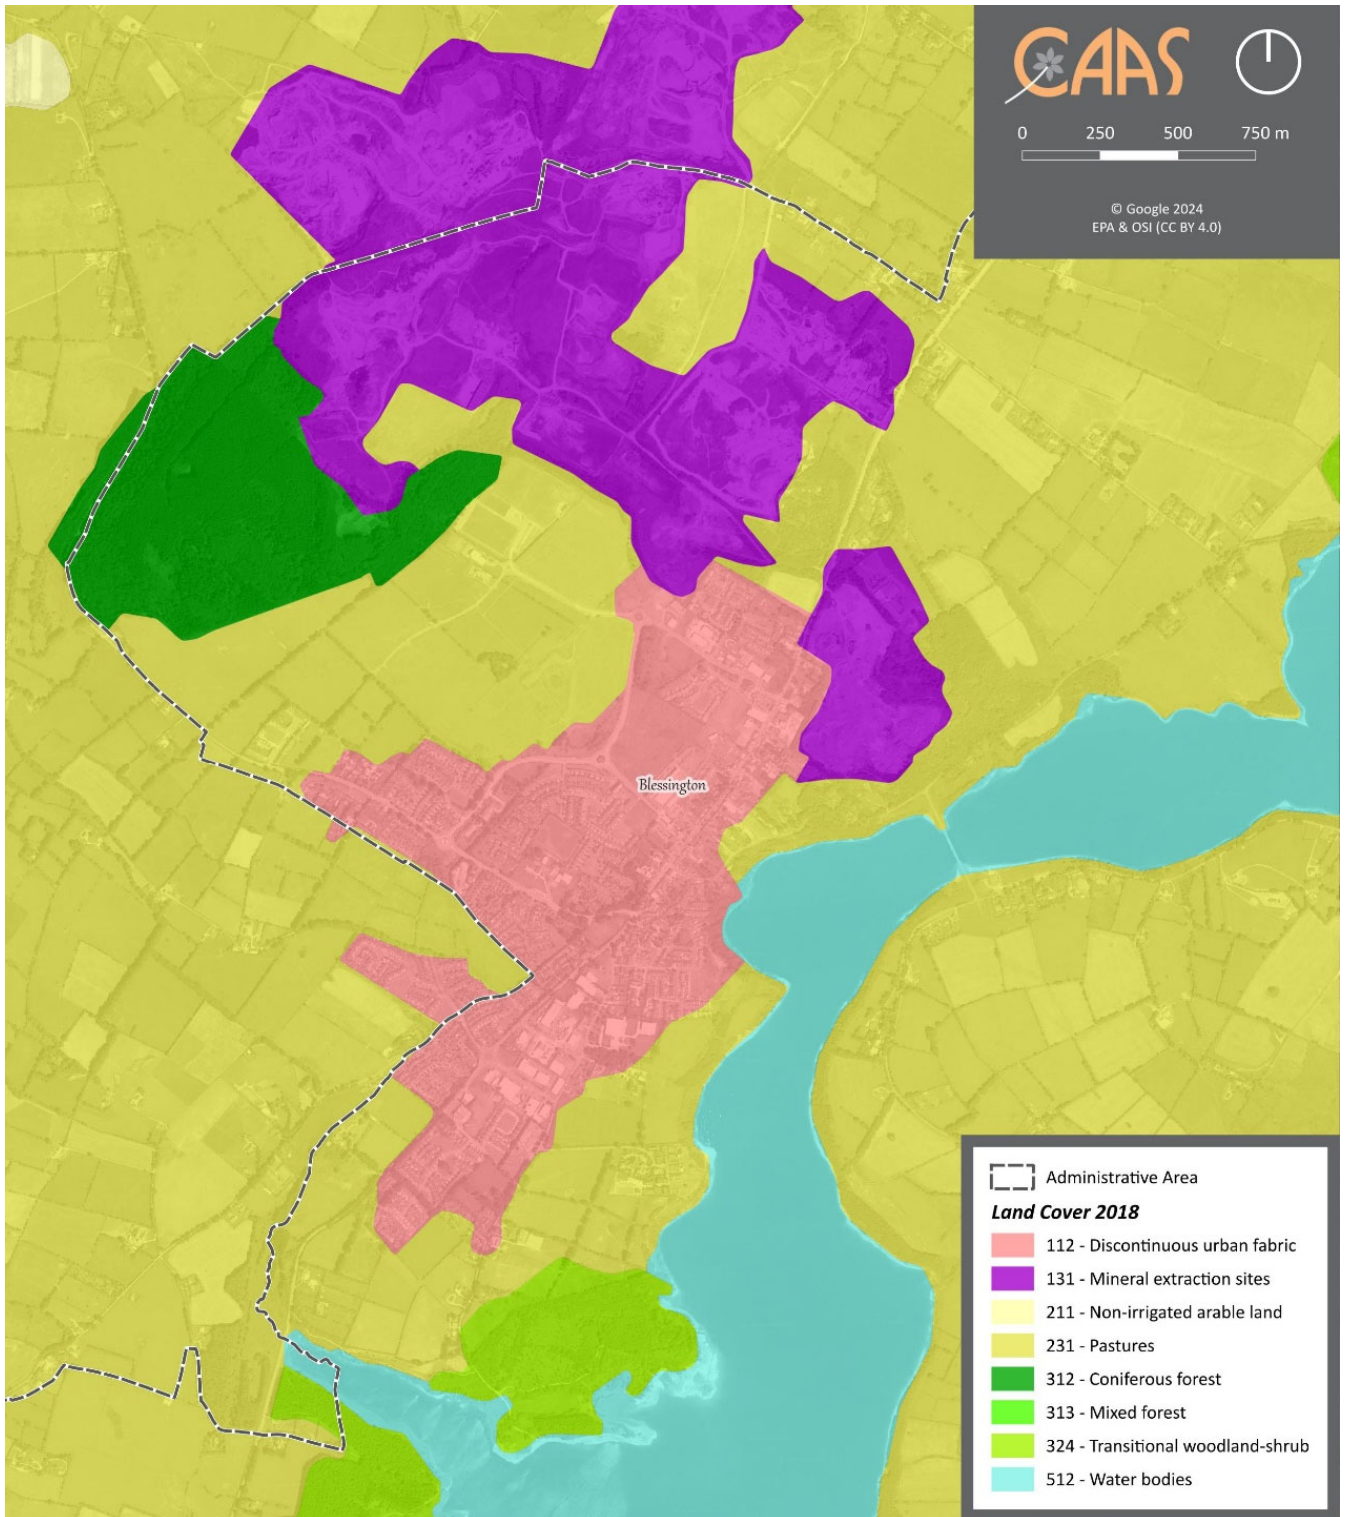 CAAS
0 250 500 750 m
© Google 2024
EPA & OSI (CC BY 4.0)
Blessington
Administrative Area
Land Cover 2018
112 - Discontinuous urban fabric
131 - Mineral extraction sites
211 - Non-irrigated arable land
231 - Pastures
312 - Coniferous forest
313 - Mixed forest
324 - Transitional woodland-shrub
512 - Water bodies